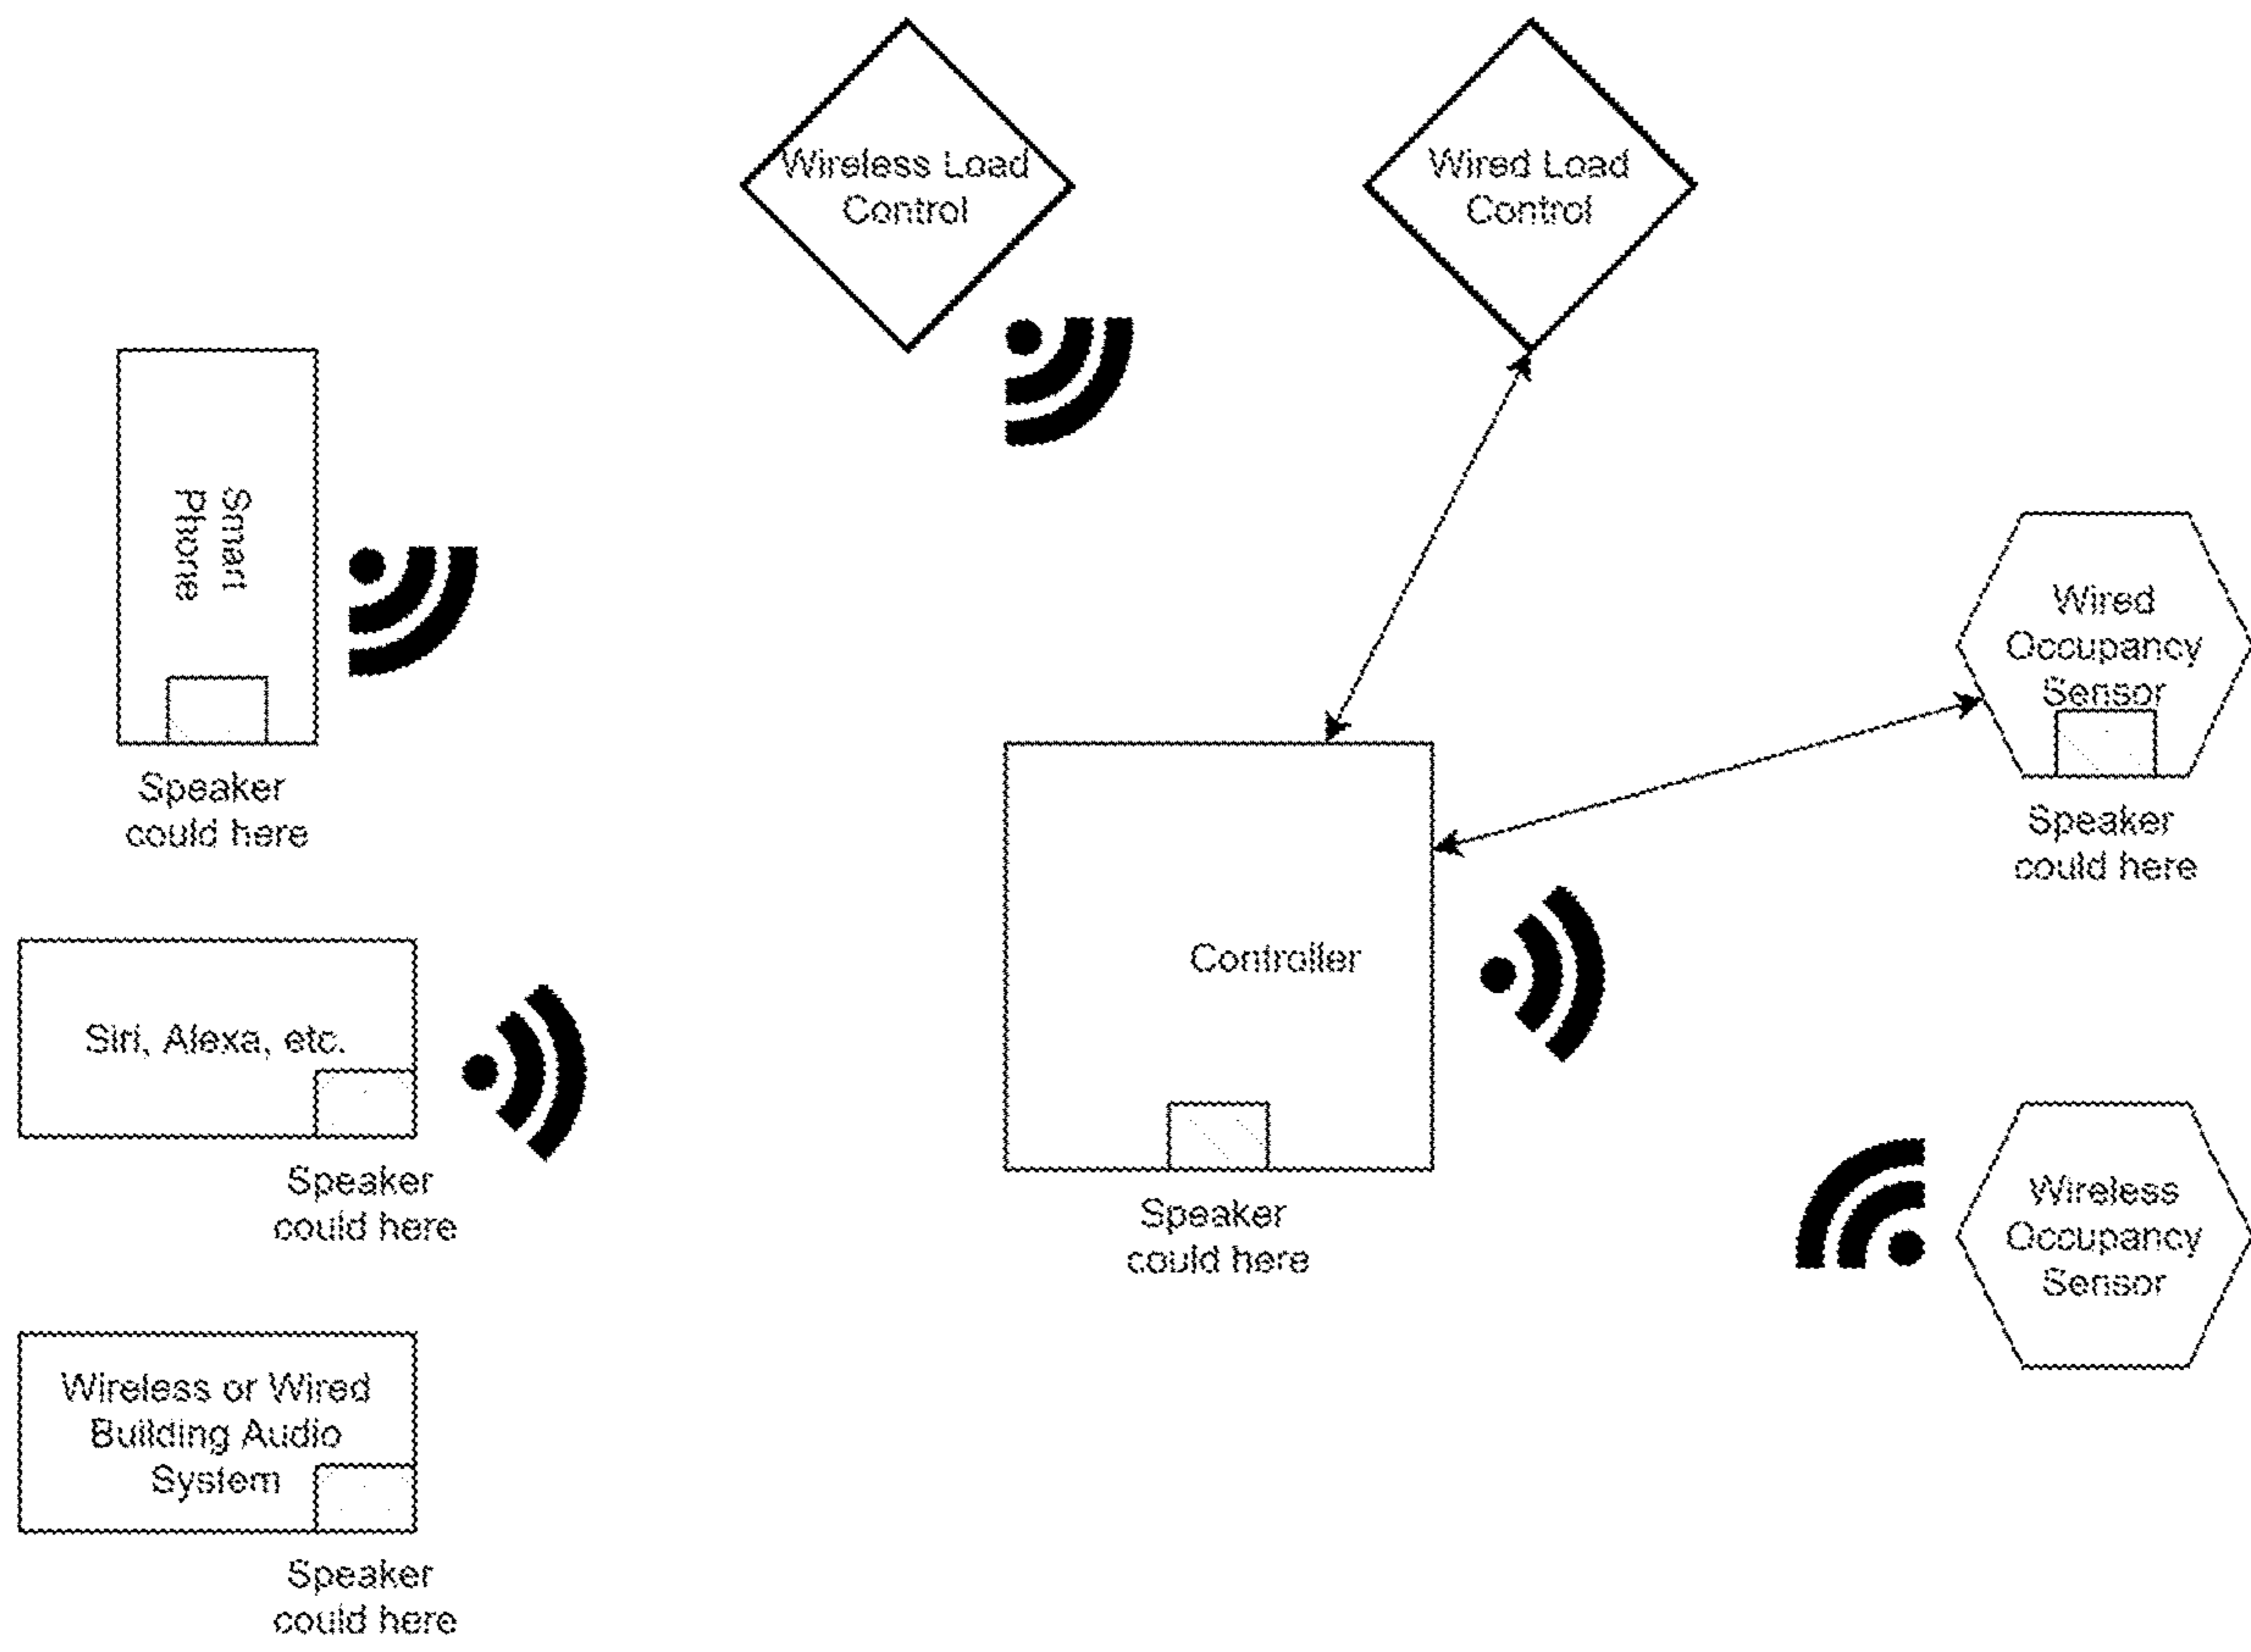 Wireless Load
Control
Wired Load
Control
Smart
Phone
Speaker
could here
Wired
Occupancy
Sensor
Speaker
could here
Controller
Speaker
could here
Siri, Alexa, etc.
Speaker
could here
Wireless
Occupancy
Sensor
Wireless or Wired
Building Audio
System
Speaker
could here